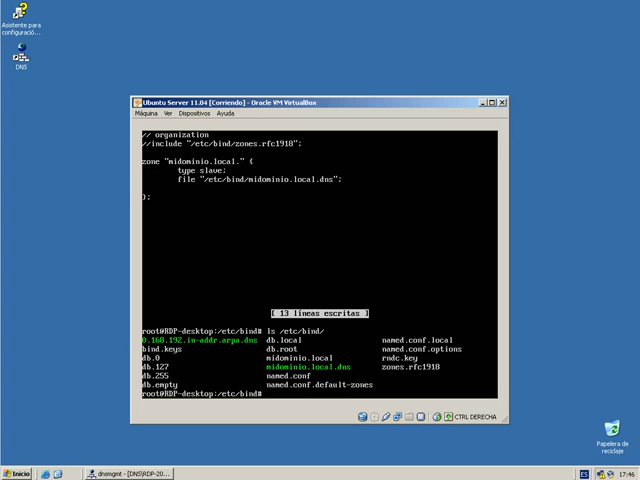 Asistente para
configuració...
DNS
Ubuntu Server 11.04 [Corriendo] - Oracle VM VirtualBox
Máquina Ver Dispositivos Ayuda
// organization
//include "/etc/bind/zones.rfc1918";
zone "midominio.local." {
type slave;
file "/etc/bind/midominio.local.dns";
};
[ 13 líneas escritas ]
root@RDP-desktop:/etc/bind# ls /etc/bind/
0.168.192.in-addr.arpa.dns db.local named.conf.local
bind.keys db.root named.conf.options
db.0 midominio.local rndc.key
db.127 midominio.local.dns zones.rfc1918
db.255 named.conf
db.empty named.conf.default-zones
root@RDP-desktop:/etc/bind#
CTRL DERECHA
Papelera de
reciclaje
Inicio
dnsmgmt - [DNS\RDP-20...
ES
17:46